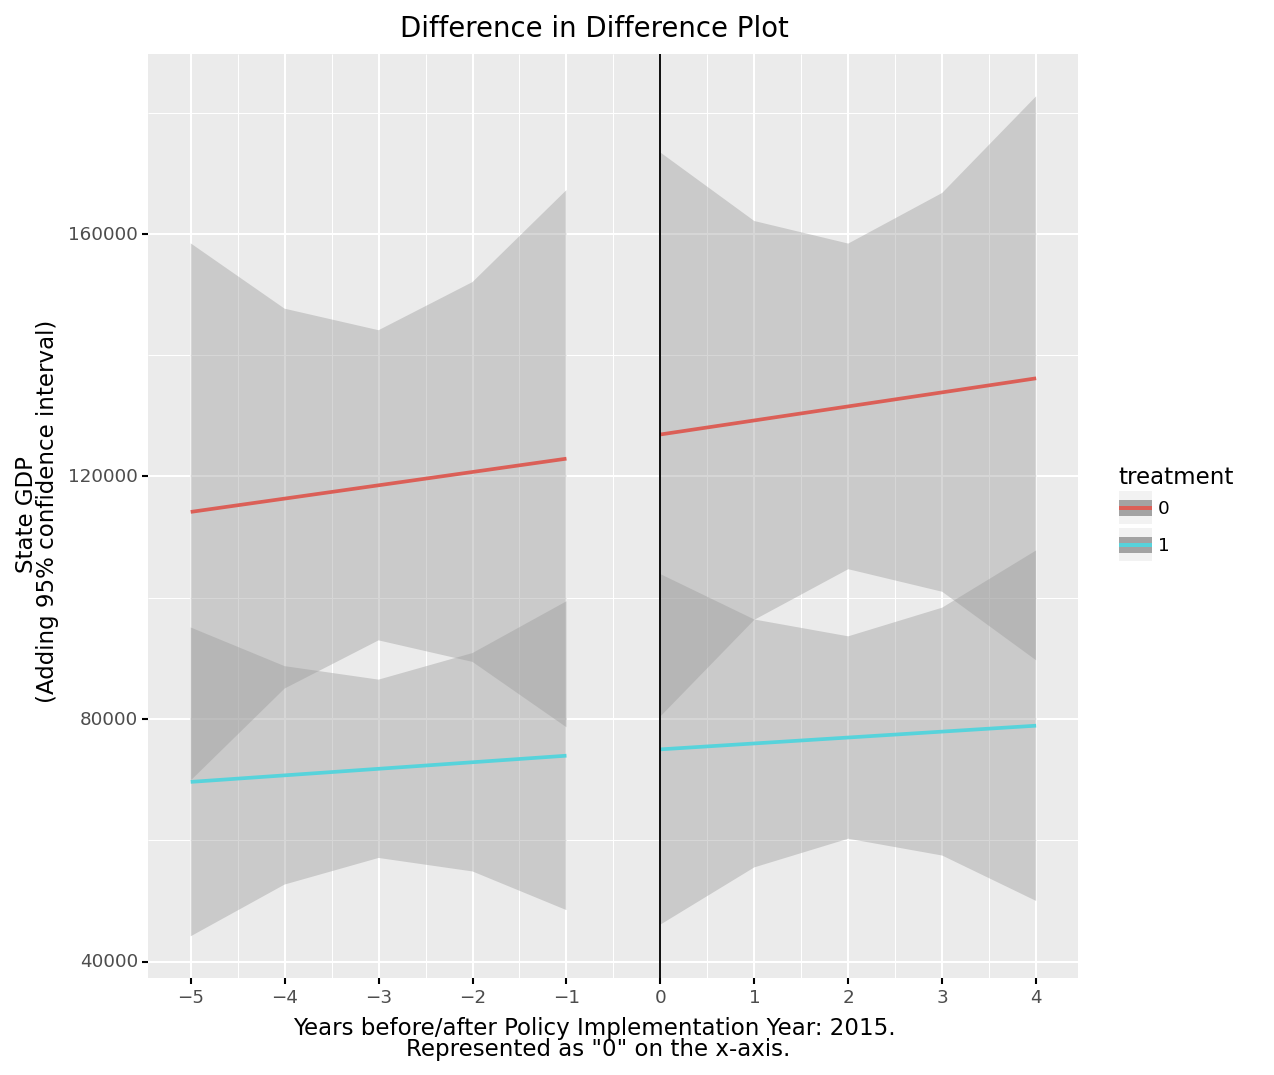 Difference in Difference Plot
State GDP
(Adding 95% confidence interval)
160000
120000
80000
40000
−5 −4 −3 −2 −1 0 1 2 3 4
Years before/after Policy Implementation Year: 2015.
Represented as "0" on the x-axis.
treatment
0
1